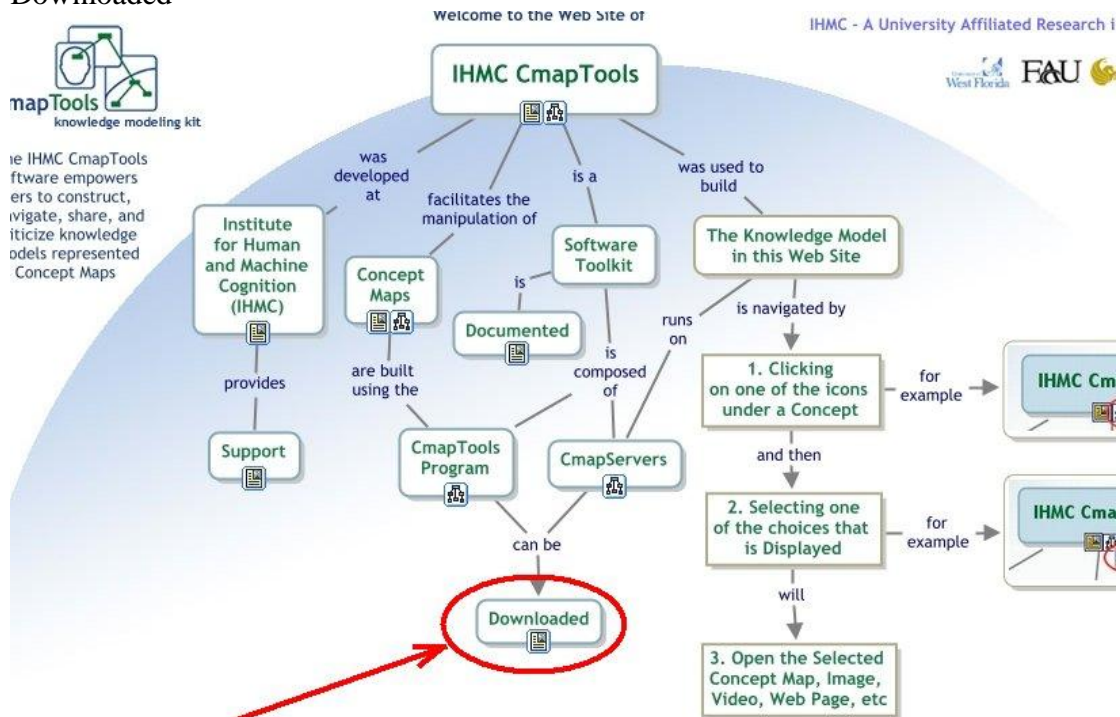 Downloaded
Welcome to the Web Site of
IHMC - A University Affiliated Research i
IHMC CmapTools
West Florida
FAU
mapTools
knowledge modeling kit
ne IHMC CmapTools
ftware empowers
ers to construct,
avigate, share, and
iticize knowledge
odels represented
Concept Maps
was
developed
at
facilitates the
manipulation of
is a
was used to
build
Institute
for Human
and Machine
Cognition
(IHMC)
Concept
Maps
Software
Toolkit
The Knowledge Model
in this Web Site
is
Documented
runs
on
is navigated by
provides
are built
using the
is
composed
of
1. Clicking
on one of the icons
under a Concept
for
example
IHMC Cm
Support
CmapTools
Program
CmapServers
and then
2. Selecting one
of the choices that
is Displayed
for
example
IHMC Cma
can be
will
Downloaded
3. Open the Selected
Concept Map, Image,
Video, Web Page, etc